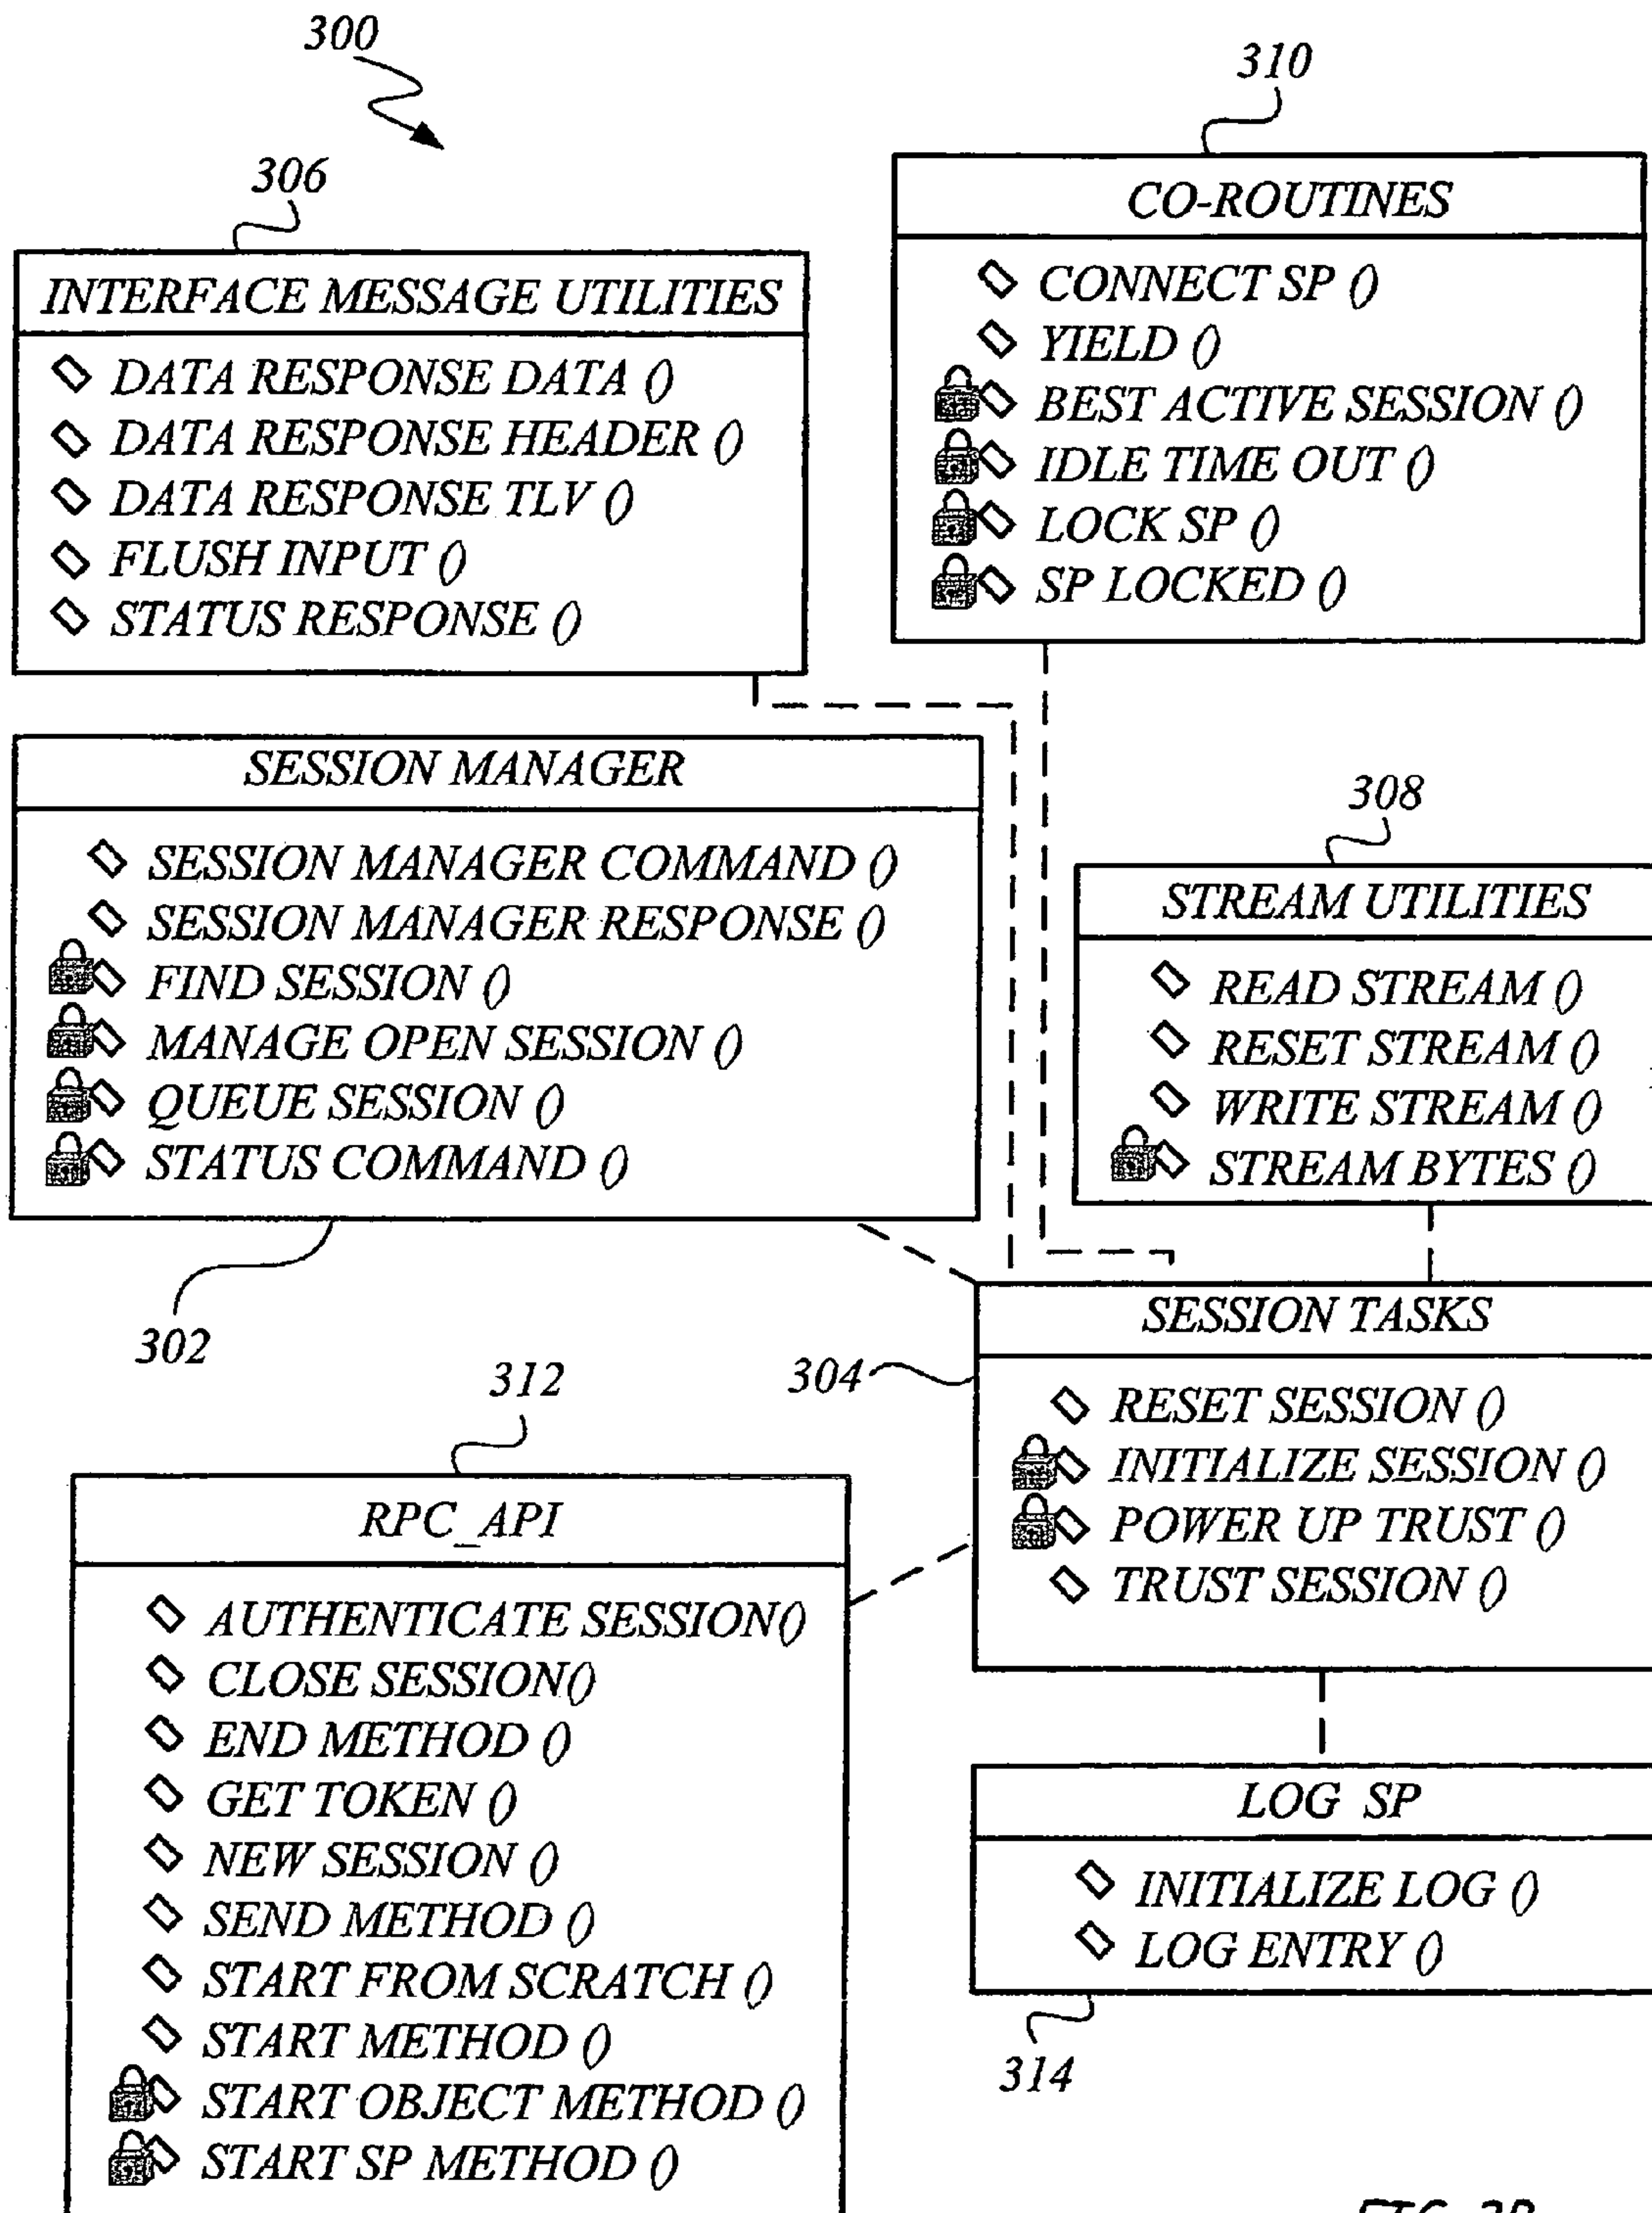 300
310
306
CO-ROUTINES
CONNECT SP ()
YIELD ()
BEST ACTIVE SESSION ()
IDLE TIME OUT ()
LOCK SP ()
SP LOCKED ()
INTERFACE MESSAGE UTILITIES
DATA RESPONSE DATA ()
DATA RESPONSE HEADER ()
DATA RESPONSE TLV ()
FLUSH INPUT ()
STATUS RESPONSE ()
SESSION MANAGER
SESSION MANAGER COMMAND ()
SESSION MANAGER RESPONSE ()
FIND SESSION ()
MANAGE OPEN SESSION ()
QUEUE SESSION ()
STATUS COMMAND ()
302
308
STREAM UTILITIES
READ STREAM ()
RESET STREAM ()
WRITE STREAM ()
STREAM BYTES ()
304
SESSION TASKS
RESET SESSION ()
INITIALIZE SESSION ()
POWER UP TRUST ()
TRUST SESSION ()
312
RPC_API
AUTHENTICATE SESSION()
CLOSE SESSION()
END METHOD ()
GET TOKEN ()
NEW SESSION ()
SEND METHOD ()
START FROM SCRATCH ()
START METHOD ()
START OBJECT METHOD ()
START SP METHOD ()
LOG SP
INITIALIZE LOG ()
LOG ENTRY ()
314